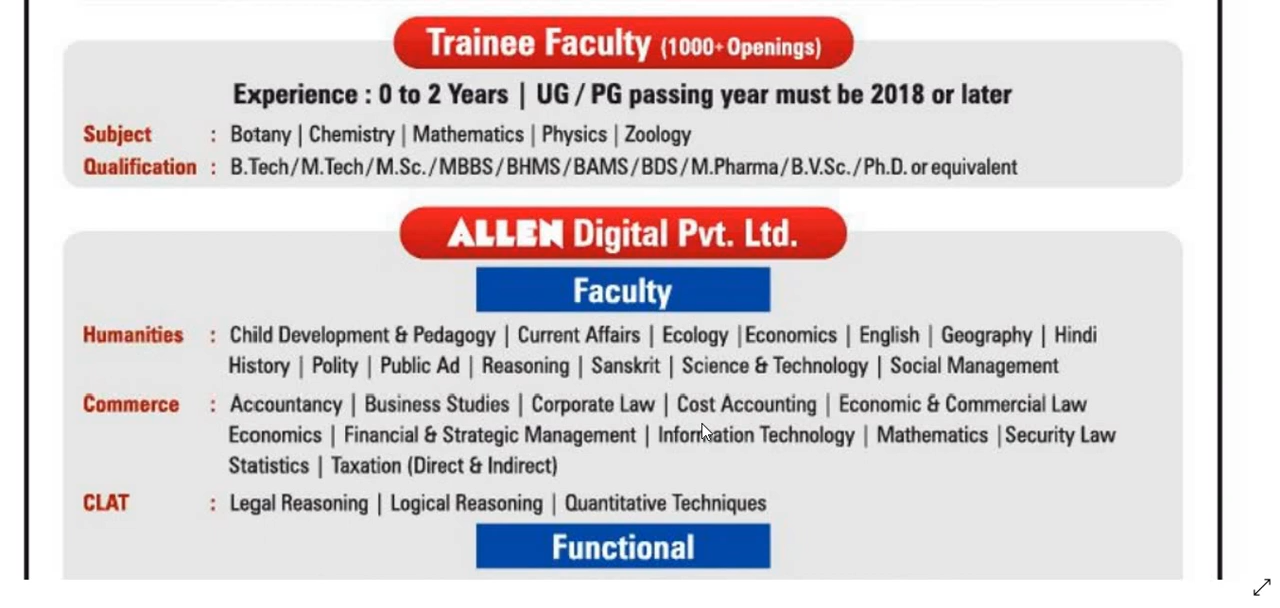 Trainee Faculty (1000+ Openings)
Experience : 0 to 2 Years | UG / PG passing year must be 2018 or later
Subject : Botany | Chemistry | Mathematics | Physics | Zoology
Qualification : B.Tech/M.Tech/M.Sc./MBBS/BHMS/BAMS/BDS/M.Pharma/B.V.Sc./Ph.D. or equivalent
ALLEN Digital Pvt. Ltd.
Faculty
Humanities : Child Development & Pedagogy | Current Affairs | Ecology |Economics | English | Geography | Hindi
History | Polity | Public Ad | Reasoning | Sanskrit | Science & Technology | Social Management
Commerce : Accountancy | Business Studies | Corporate Law | Cost Accounting | Economic & Commercial Law
Economics | Financial & Strategic Management | Information Technology | Mathematics |Security Law
Statistics | Taxation (Direct & Indirect)
CLAT : Legal Reasoning | Logical Reasoning | Quantitative Techniques
Functional